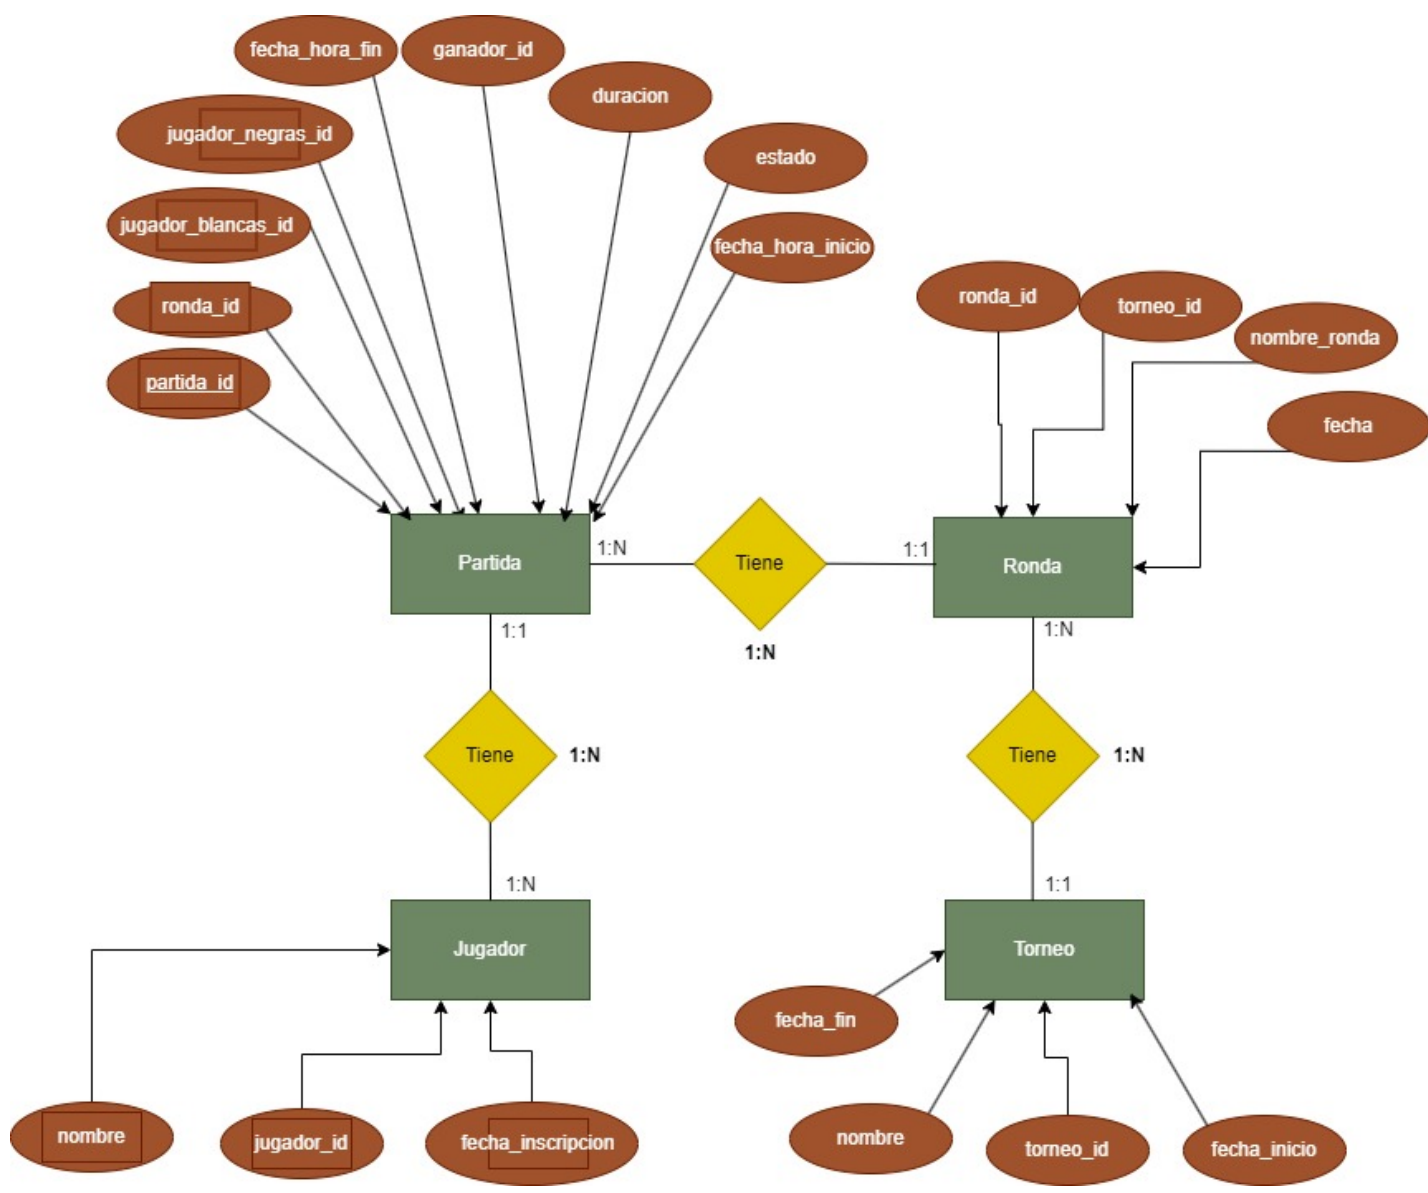 fecha_hora_fin
ganador_id
duracion
jugador_negras_id
estado
jugador_blancas_id
fecha_hora_inicio
ronda_id
partida_id
ronda_id
torneo_id
nombre_ronda
fecha
Partida
1:N
Tiene
1:1
Ronda
1:1
1:N
1:N
Tiene
1:N
Tiene
1:N
1:N
1:1
Jugador
Torneo
fecha_fin
nombre
jugador_id
fecha_inscripcion
nombre
torneo_id
fecha_inicio